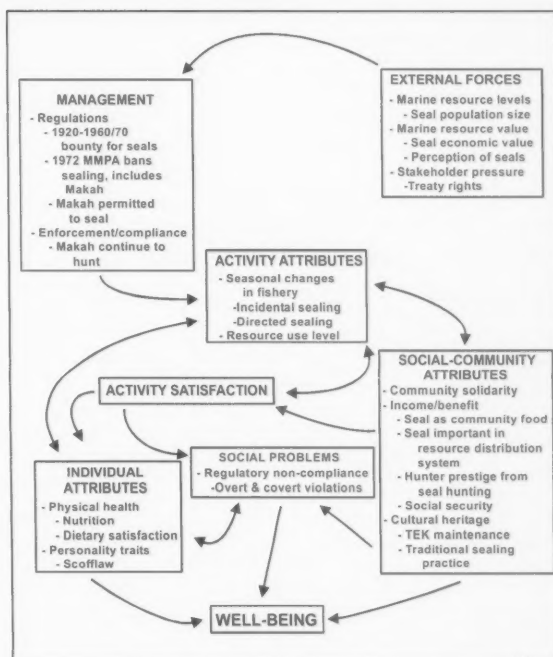 EXTERNAL FORCES
- Marine resource levels
- Seal population size
- Marine resource value
- Seal economic value
- Perception of seals
- Stakeholder pressure
-Treaty rights
MANAGEMENT
- Regulations
- 1920-1960/70
bounty for seals
- 1972 MMPA bans
sealing, includes
Makah
- Makah permitted
to seal
- Enforcement/compliance
- Makah continue to
hunt
ACTIVITY ATTRIBUTES
- Seasonal changes
in fishery
-Incidental sealing
-Directed sealing
- Resource use level
SOCIAL-COMMUNITY
ATTRIBUTES
- Community solidarity
- Income/benefit
- Seal as community food
- Seal important in
resource distribution
system
- Hunter prestige from
seal hunting
- Social security
- Cultural heritage
- TEK maintenance
- Traditional sealing
practice
ACTIVITY SATISFACTION
SOCIAL PROBLEMS
- Regulatory non-compliance
-Overt & covert violations
INDIVIDUAL
ATTRIBUTES
- Physical health
- Nutrition
- Dietary satisfaction
- Personality traits
- Scofflaw
WELL-BEING